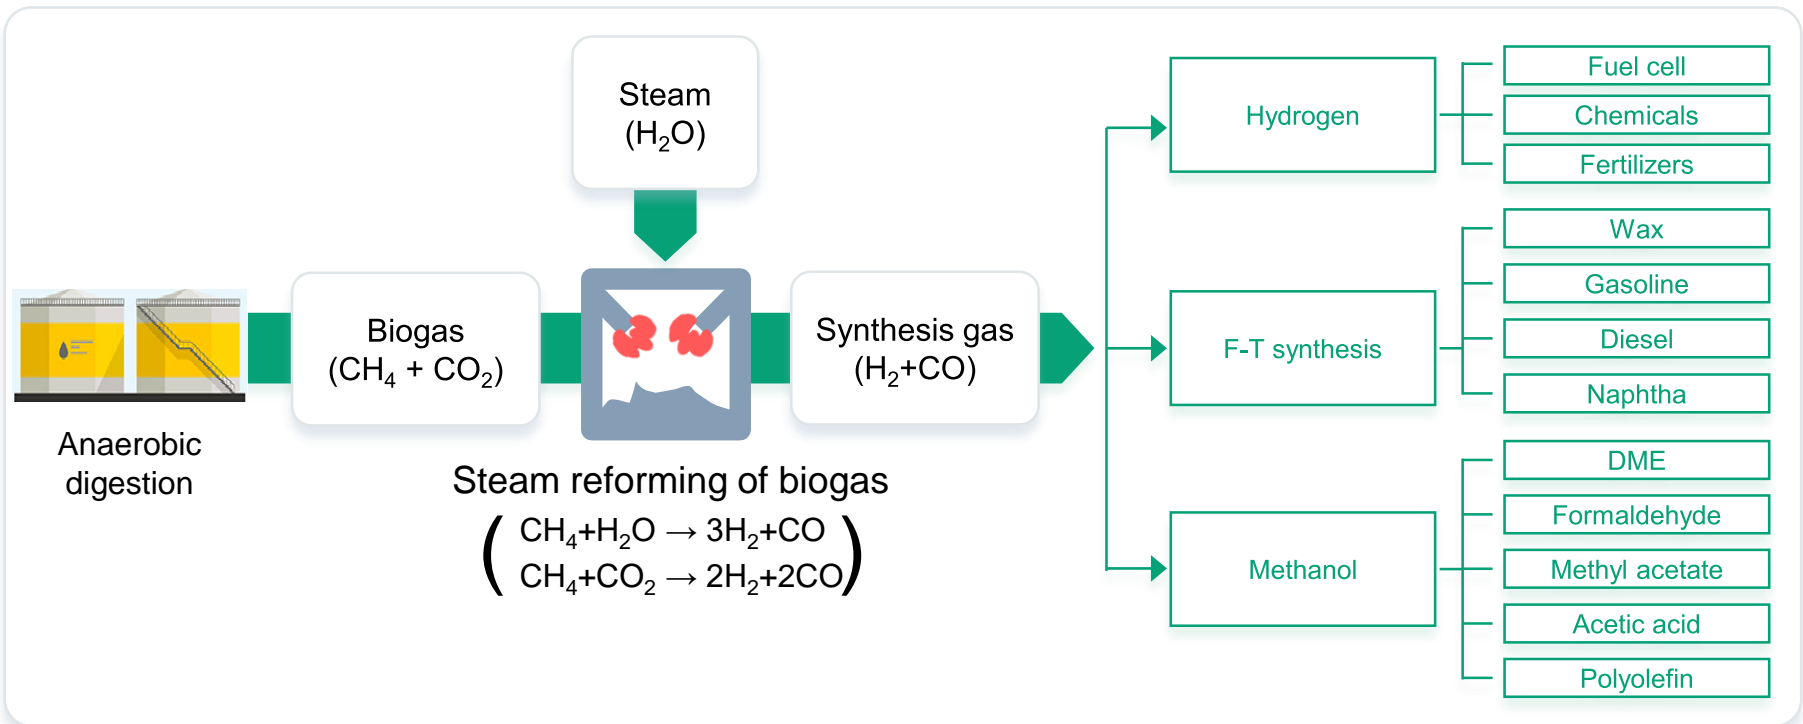 Steam
(H₂O)
Biogas
(CH₄ + CO₂)
Synthesis gas
(H₂+CO)
Anaerobic
digestion
Steam reforming of biogas
( CH₄+H₂O → 3H₂+CO
CH₄+CO₂ → 2H₂+2CO )
Hydrogen
Fuel cell
Chemicals
Fertilizers
F-T synthesis
Wax
Gasoline
Diesel
Naphtha
Methanol
DME
Formaldehyde
Methyl acetate
Acetic acid
Polyolefin